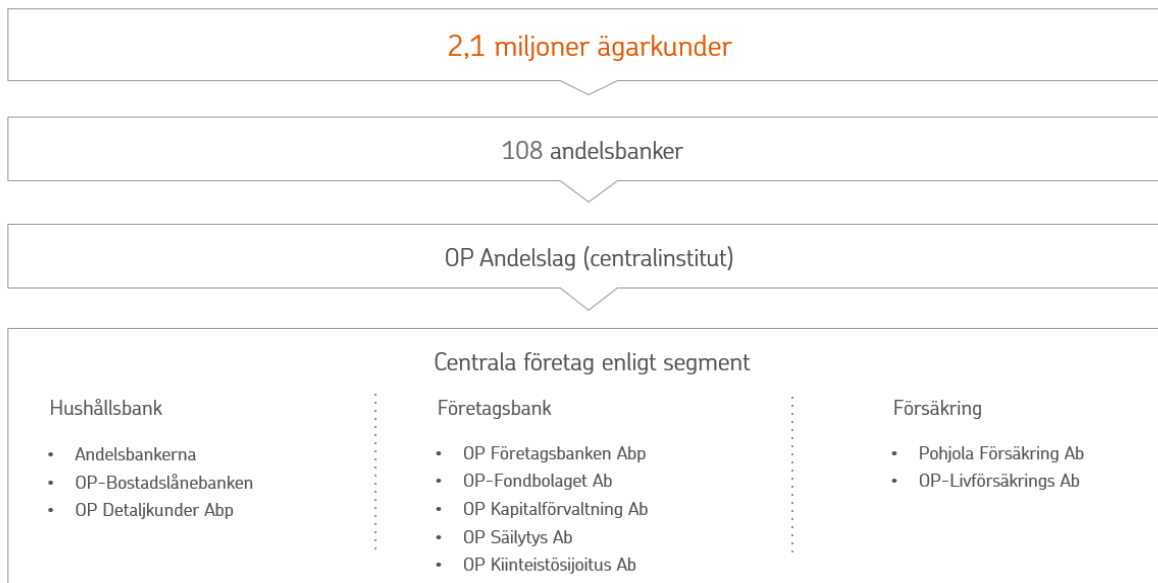 2,1 miljoner ägarkunder
108 andelsbanker
OP Andelslag (centralinstitut)
Centrala företag enligt segment
Hushållsbank
• Andelsbankerna
• OP-Bostadslånebanken
• OP Detaljkunder Abp
Företagsbank
• OP Företagsbanken Abp
• OP-Fondbolaget Ab
• OP Kapitalförvaltning Ab
• OP Säilytys Ab
• OP Kiinteistösijoitus Ab
Försäkring
• Pohjola Försäkring Ab
• OP-Livförsäkrings Ab